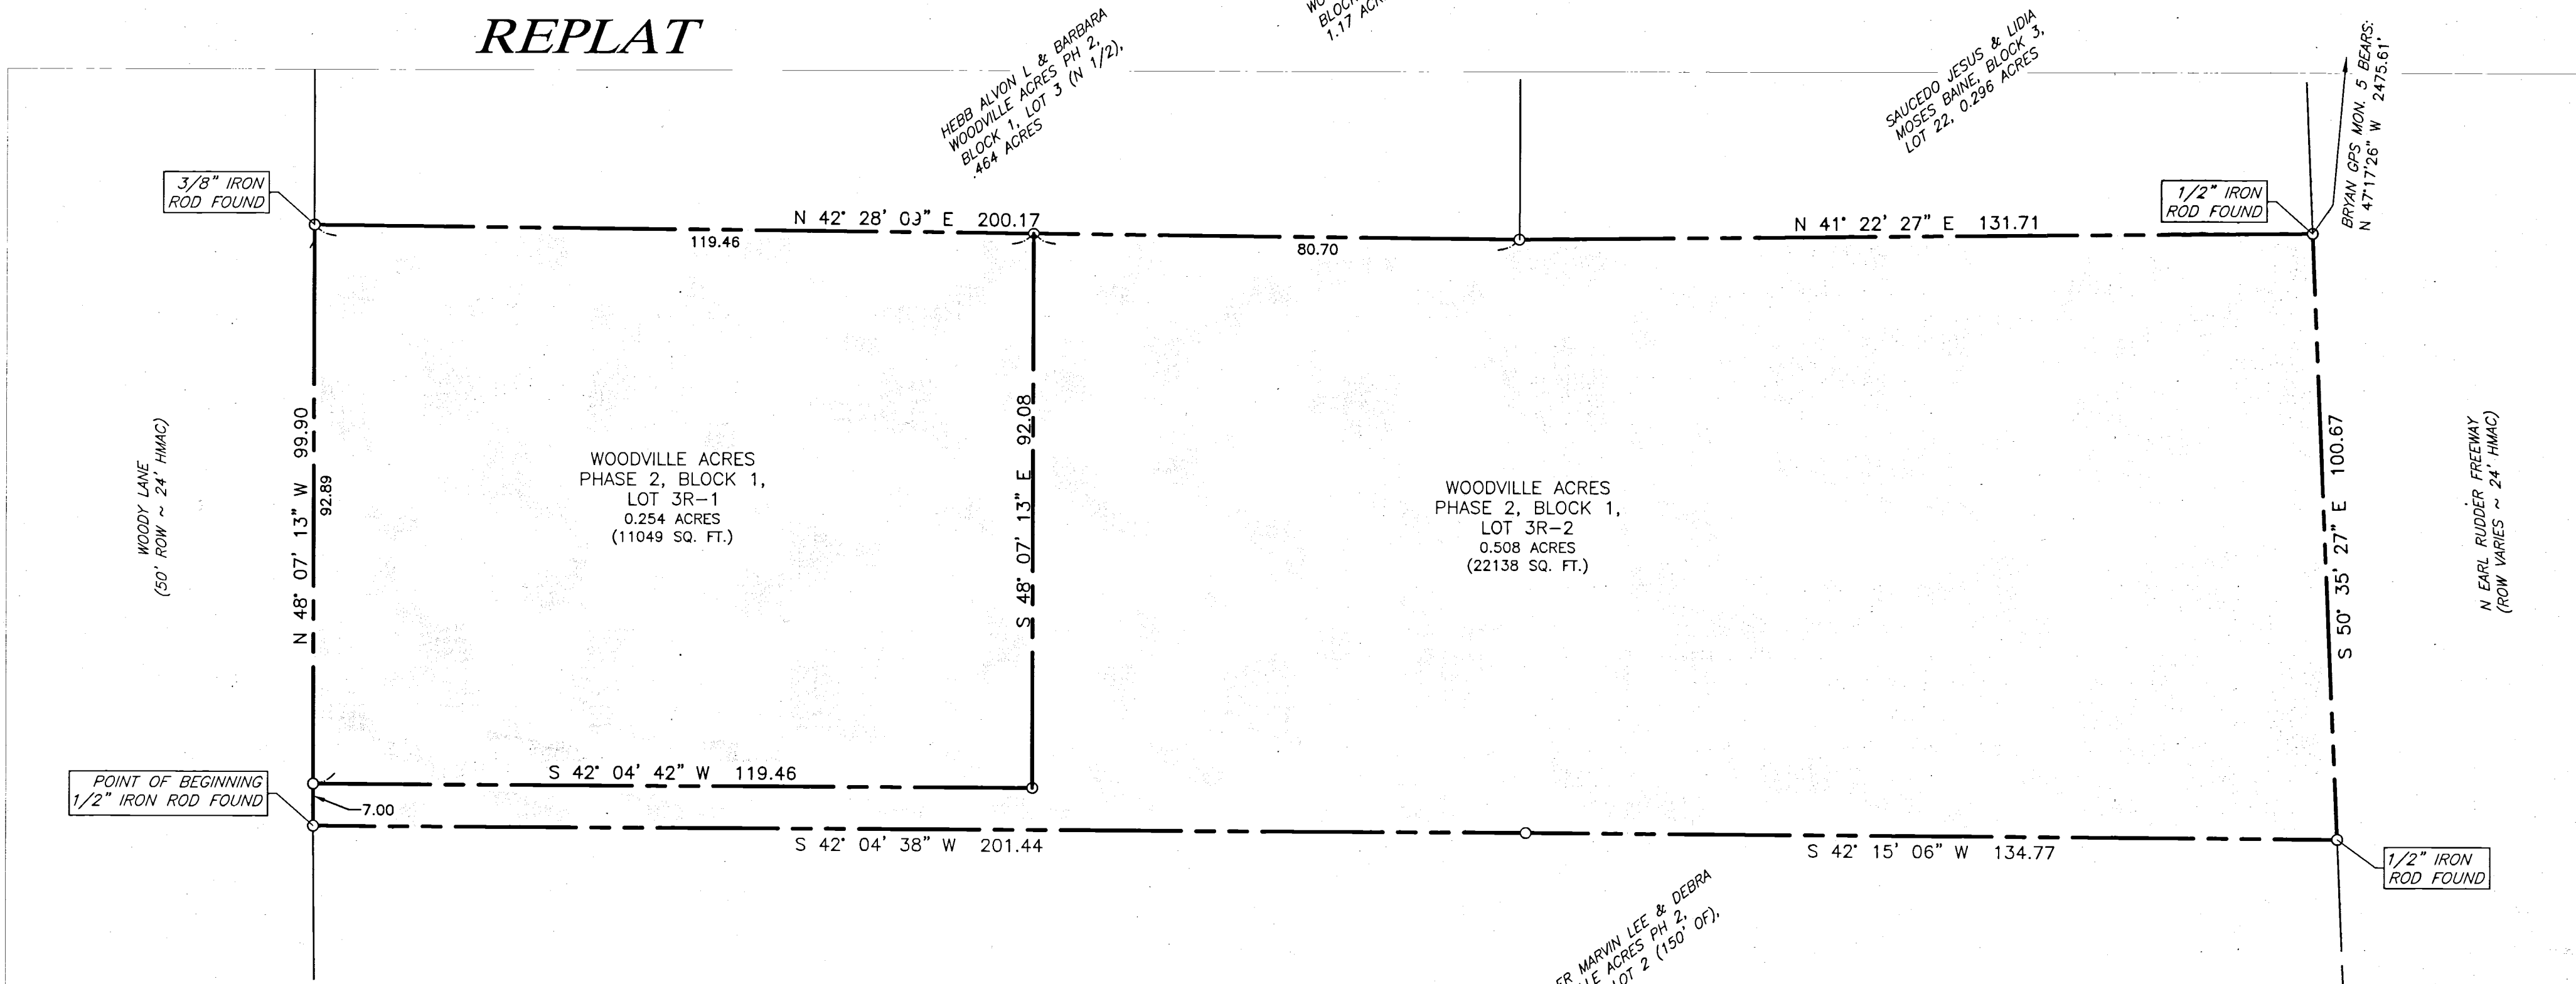 REPLAT
BLOCK
1.17
HEBB ALVON L & BARBARA
WOODVILLE ACRES PH 2,
BLOCK 1, LOT 3 (N 1/2),
.464 ACRES
SAUCEDO JESUS & LIDIA
MOSES BAINE, BLOCK 3,
LOT 22, 0.296 ACRES
BRYAN GPS MON. 5 BEARS:
N 47°17'26" W 2475.61'
3/8" IRON
ROD FOUND
1/2" IRON
ROD FOUND
N 42° 28' 09" E 200.17
119.46
80.70
N 41° 22' 27" E 131.71
WOODY LANE
(50' ROW ~ 24' HMAC)
N 48° 07' 13" W 99.90
92.89
WOODVILLE ACRES
PHASE 2, BLOCK 1,
LOT 3R-1
0.254 ACRES
(11049 SQ. FT.)
S 48° 07' 13" E 92.08
WOODVILLE ACRES
PHASE 2, BLOCK 1,
LOT 3R-2
0.508 ACRES
(22138 SQ. FT.)
S 50° 35' 27" E 100.67
N EARL RUDDER FREEWAY
(ROW VARIES ~ 24' HMAC)
POINT OF BEGINNING
1/2" IRON ROD FOUND
S 42° 04' 42" W 119.46
7.00
S 42° 04' 38" W 201.44
S 42° 15' 06" W 134.77
1/2" IRON
ROD FOUND
MARVIN LEE & DEBRA
ACRES PH 2,
LOT 2 (150' OF),